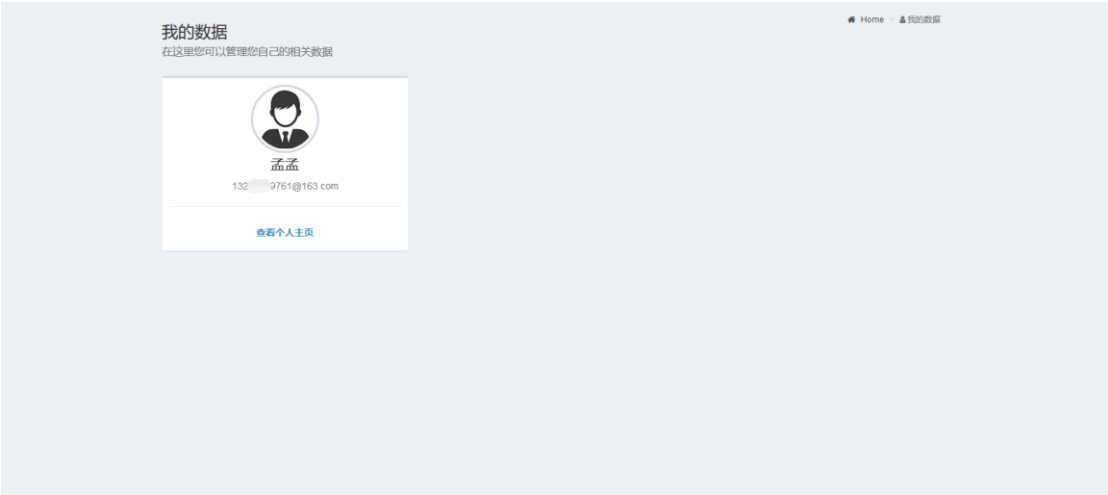 Home > 我的数据
我的数据
在这里您可以管理您自己的相关数据
孟孟
132 9761@163.com
查看个人主页